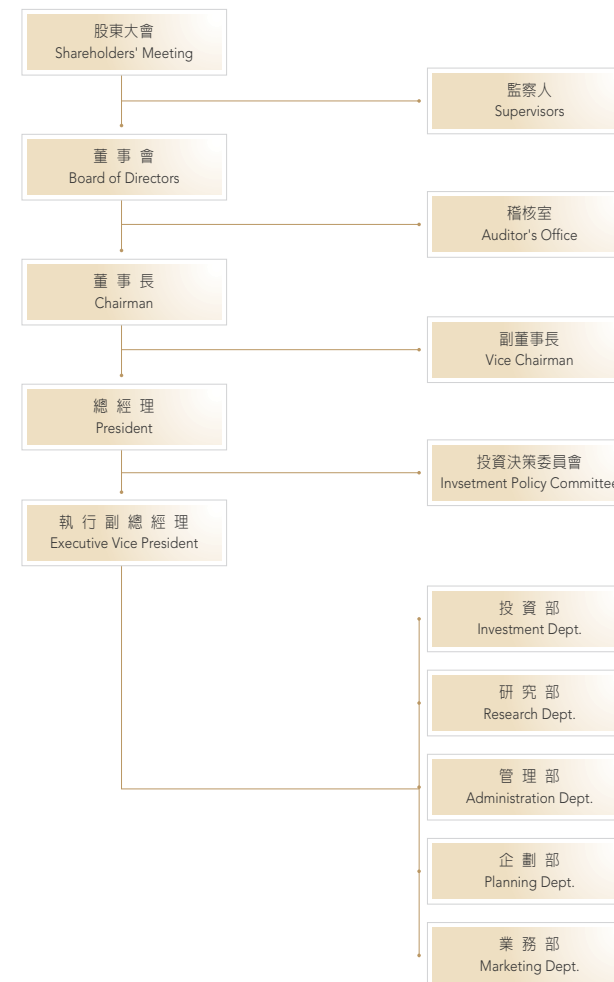 股東大會
Shareholders' Meeting
監察人
Supervisors
董 事 會
Board of Directors
稽核室
Auditor's Office
董 事 長
Chairman
副董事長
Vice Chairman
總 經 理
President
投資決策委員會
Invsetment Policy Committee
執 行 副 總 經 理
Executive Vice President
投 資 部
Investment Dept.
研 究 部
Research Dept.
管 理 部
Administration Dept.
企 劃 部
Planning Dept.
業 務 部
Marketing Dept.